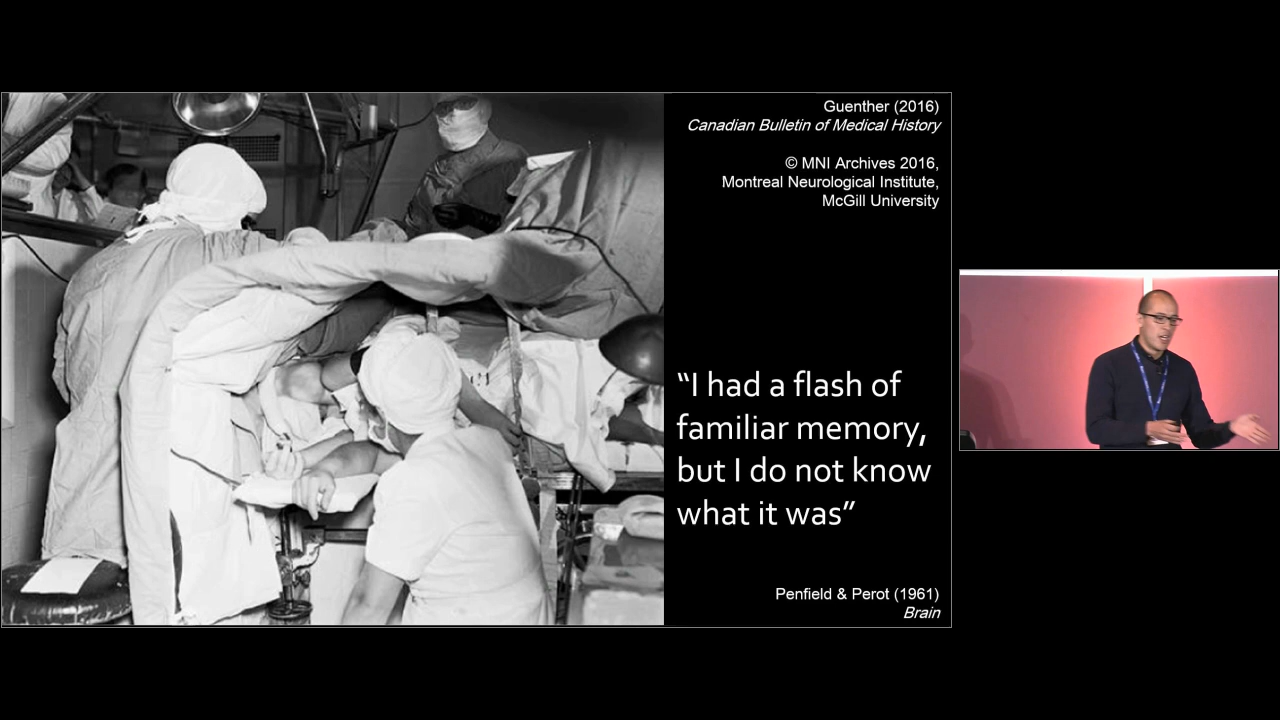 Guenther (2016)
Canadian Bulletin of Medical History
© MNI Archives 2016,
Montreal Neurological Institute,
McGill University
“I had a flash of
familiar memory,
but I do not know
what it was”
Penfield & Perot (1961)
Brain